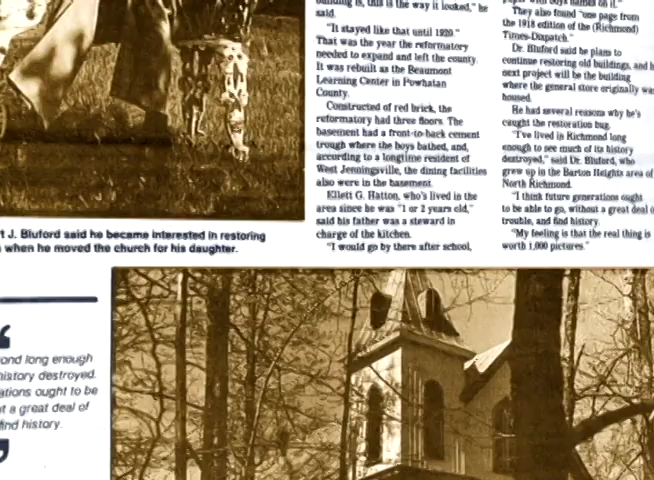 building is, this is the way it looked," he
said.
"It stayed like that until 1920."
That was the year the reformatory
needed to expand and left the county.
It was rebuilt as the Beaumont
Learning Center in Powhatan
County.
Constructed of red brick, the
reformatory had three floors. The
basement had a front-to-back cement
trough where the boys bathed, and,
according to a longtime resident of
West Jenningsville, the dining facilities
also were in the basement.
Ellett G. Hatton, who's lived in the
area since he was "1 or 2 years old,"
said his father was a steward in
charge of the kitchen.
"I would go by there after school,
They also found "one page from
the 1918 edition of the (Richmond)
Times-Dispatch."
Dr. Bluford said he plans to
continue restoring old buildings, and h
next project will be the building
where the general store originally was
housed.
He had several reasons why he's
caught the restoration bug.
"I've lived in Richmond long
enough to see much of its history
destroyed," said Dr. Bluford, who
grew up in the Barton Heights area of
North Richmond.
"I think future generations ought
to be able to go, without a great deal o
trouble, and find history.
"My feeling is that the real thing is
worth 1,000 pictures."
t J. Bluford said he became interested in restoring
when he moved the church for his daughter.
“
ond long enough
history destroyed.
ations ought to be
t a great deal of
find history.
”